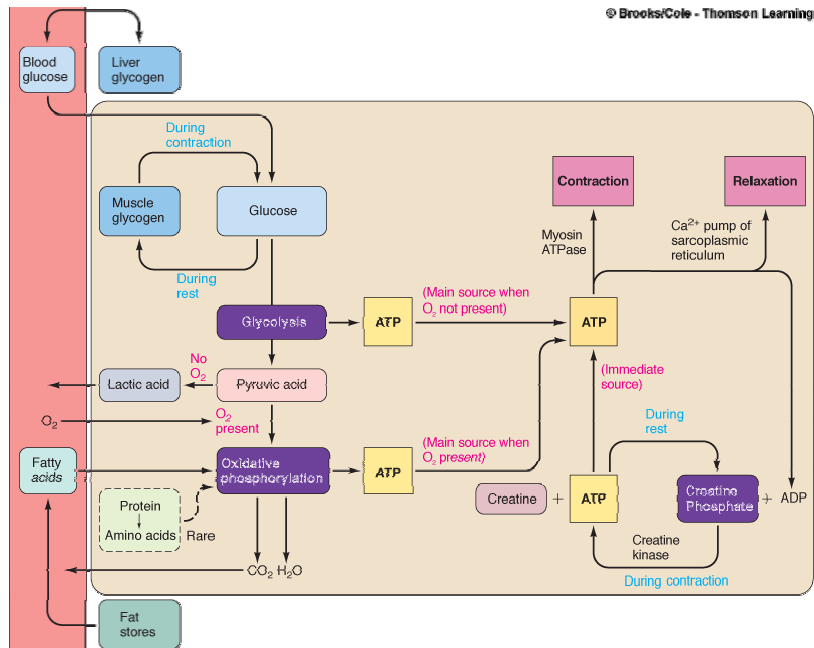 © Brooks/Cole - Thomson Learning
Blood
glucose
Liver
glycogen
During
contraction
Muscle
glycogen
Glucose
During
rest
Contraction
Relaxation
Myosin
ATPase
Ca²⁺ pump of
sarcoplasmic
reticulum
Glycolysis
ATP
(Main source when
O₂ not present)
ATP
Lactic acid
No
O₂
Pyruvic acid
(Immediate
source)
O₂
O₂
present
Fatty
acids
Oxidative
phosphorylation
ATP
(Main source when
O₂ present)
During
rest
Creatine
+
ATP
Creatine
Phosphate
+ ADP
Protein
Amino acids
Rare
Creatine
kinase
During contraction
CO₂ H₂O
Fat
stores